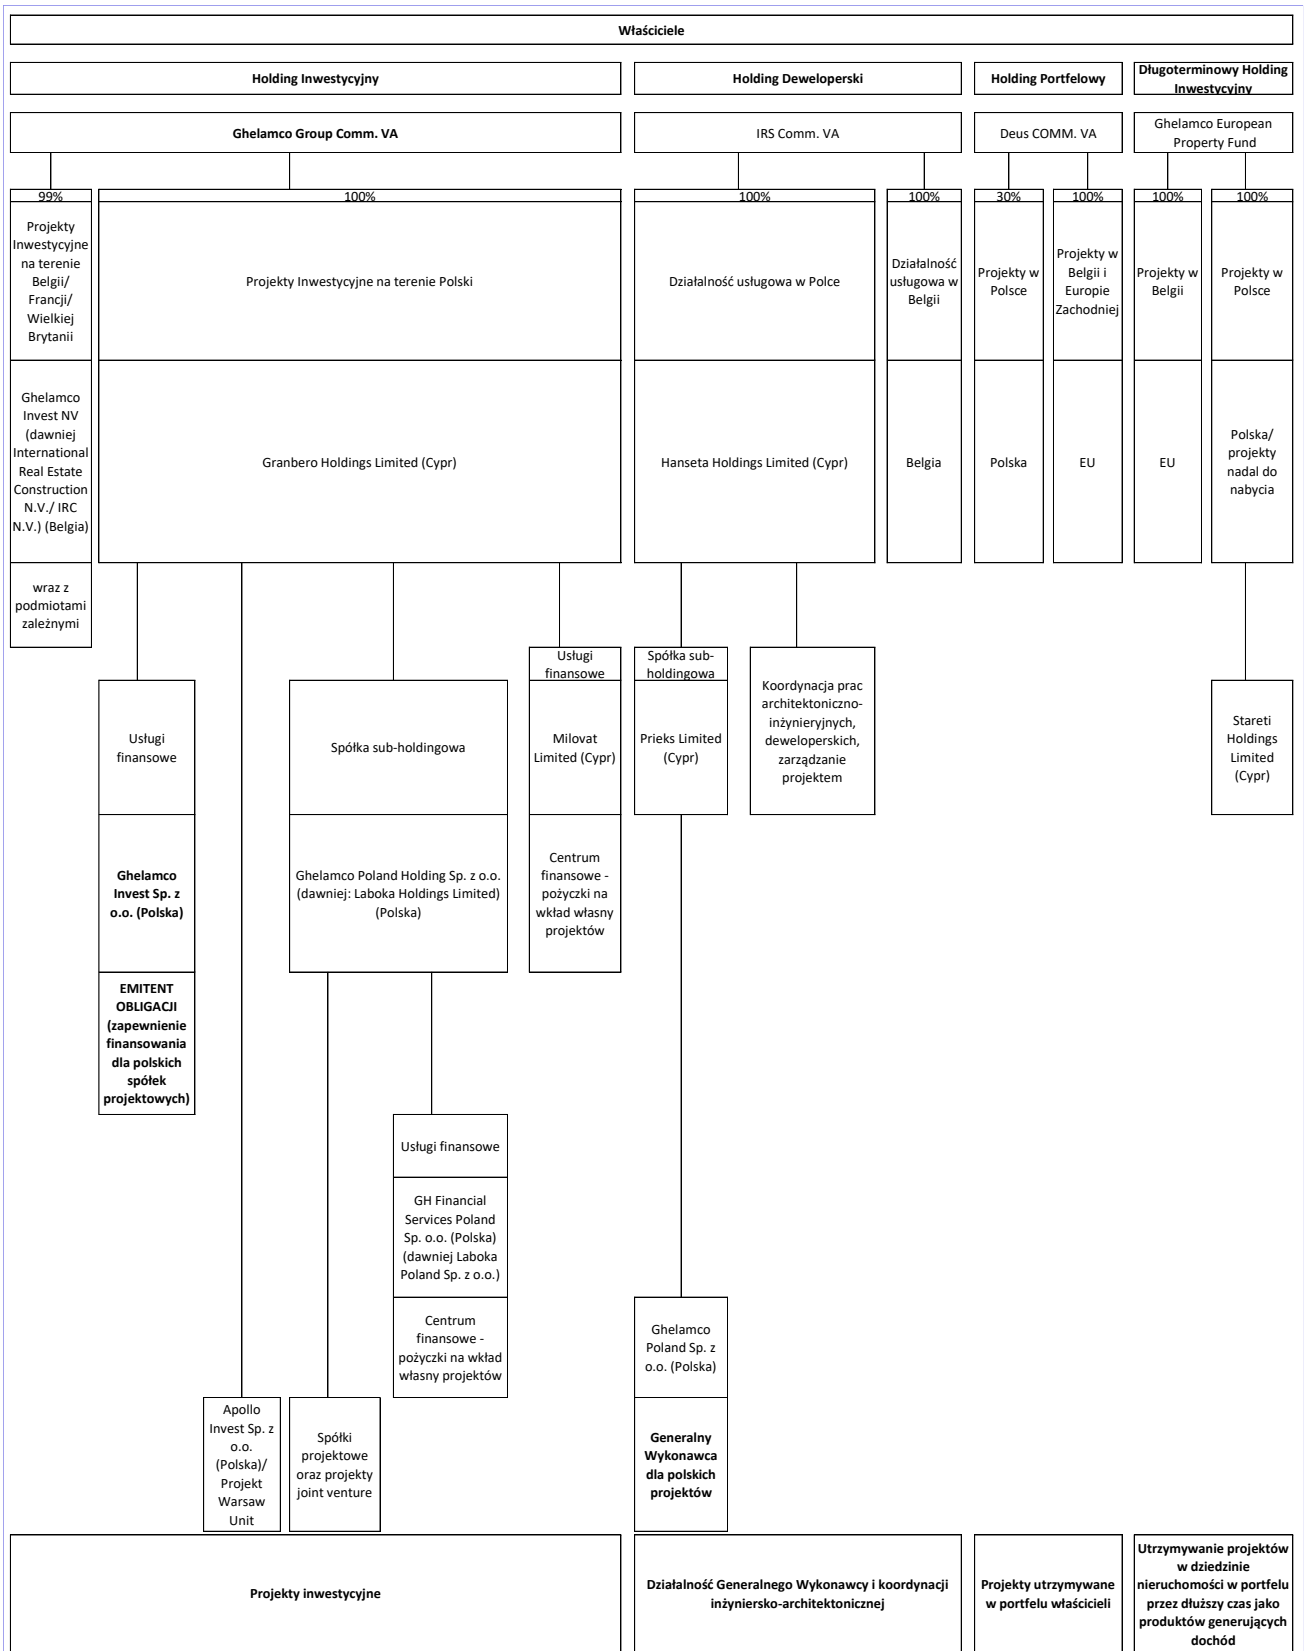 Właściciele
Holding Inwestycyjny
Holding Deweloperski
Holding Portfelowy
Długoterminowy Holding
Inwestycyjny
Ghelamco Group Comm. VA
IRS Comm. VA
Deus COMM. VA
Ghelamco European
Property Fund
99%
100%
100%
100%
30%
100%
100%
100%
Projekty
Inwestycyjne
na terenie
Belgii/
Francji/
Wielkiej
Brytanii
Projekty Inwestycyjne na terenie Polski
Działalność usługowa w Polce
Działalność
usługowa w
Belgii
Projekty w
Polsce
Projekty w
Belgii i
Europie
Zachodniej
Projekty w
Belgii
Projekty w
Polsce
Ghelamco
Invest NV
(dawniej
International
Real Estate
Construction
N.V./ IRC
N.V.) (Belgia)
Granbero Holdings Limited (Cypr)
Hanseta Holdings Limited (Cypr)
Belgia
Polska
EU
EU
Polska/
projekty
nadal do
nabycia
wraz z
podmiotami
zależnymi
Usługi
finansowe
Spółka sub-holdingowa
Usługi
finansowe
Milovat
Limited (Cypr)
Spółka sub-
holdingowa
Prieks Limited
(Cypr)
Koordynacja prac
architektoniczno-
inżynieryjnych,
deweloperskich,
zarządzanie
projektem
Stareti
Holdings
Limited
(Cypr)
Ghelamco
Invest Sp. z
o.o. (Polska)
Ghelamco Poland Holding Sp. z o.o.
(dawniej: Laboka Holdings Limited)
(Polska)
Centrum
finansowe -
pożyczki na
wkład własny
projektów
EMITENT
OBLIGACJI
(zapewnienie
finansowania
dla polskich
spółek
projektowych)
Usługi finansowe
GH Financial
Services Poland
Sp. o.o. (Polska)
(dawniej Laboka
Poland Sp. z o.o.)
Centrum
finansowe -
pożyczki na wkład
własny projektów
Ghelamco
Poland Sp. z
o.o. (Polska)
Apollo
Invest Sp. z
o.o.
(Polska)/
Projekt
Warsaw
Unit
Spółki
projektowe
oraz projekty
joint venture
Generalny
Wykonawca
dla polskich
projektów
Projekty inwestycyjne
Działalność Generalnego Wykonawcy i koordynacji
inżyniersko-architektonicznej
Projekty utrzymywane
w portfelu właścicieli
Utrzymywanie projektów
w dziedzinie
nieruchomości w portfelu
przez dłuższy czas jako
produktów generujących
dochód